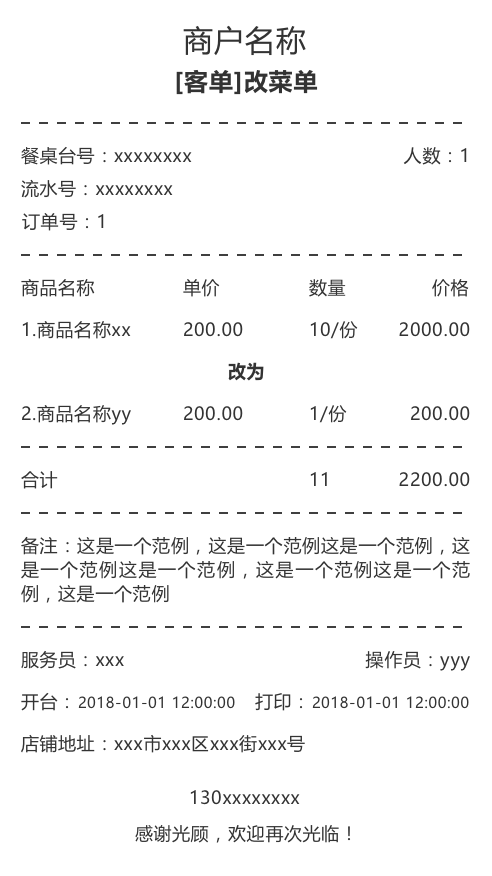 商户名称
[客单]改菜单
餐桌台号：xxxxxxxx 人数：1
流水号：xxxxxxxx
订单号：1
商品名称 单价 数量 价格
1.商品名称xx 200.00 10/份 2000.00
改为
2.商品名称yy 200.00 1/份 200.00
合计 11 2200.00
备注：这是一个范例，这是一个范例这是一个范例，这
是一个范例这是一个范例，这是一个范例这是一个范
例，这是一个范例
服务员：xxx 操作员：yyy
开台：2018-01-01 12:00:00 打印：2018-01-01 12:00:00
店铺地址：xxx市xxx区xxx街xxx号
130xxxxxxxx
感谢光顾，欢迎再次光临！